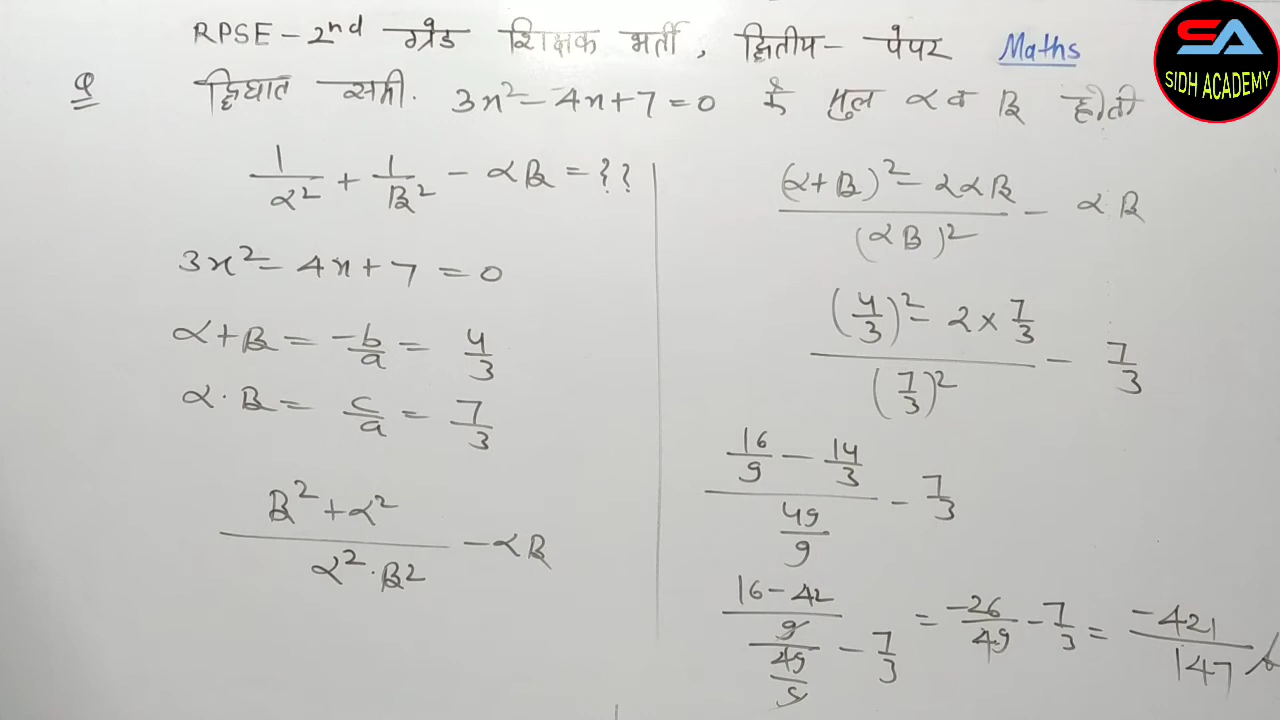 RPSE - 2nd ग्रेड शिक्षक भर्ती, द्वितीय - पेपर Maths
SA
SIDH ACADEMY
Q द्विघात समी. 3x² - 4x + 7 = 0 के मुल α व β हो तो
1/α² + 1/β² - αβ = ??
3x² - 4x + 7 = 0
α + β = -b/a = 4/3
α · β = c/a = 7/3
β² + α² / α² · β² - αβ
(α + β)² - 2αβ / (αβ)² - αβ
(4/3)² - 2 × 7/3 / (7/3)² - 7/3
16/9 - 14/3 / 49/9 - 7/3
16 - 42 / 9 / 49/9 - 7/3 = -26/49 - 7/3 = -421/147